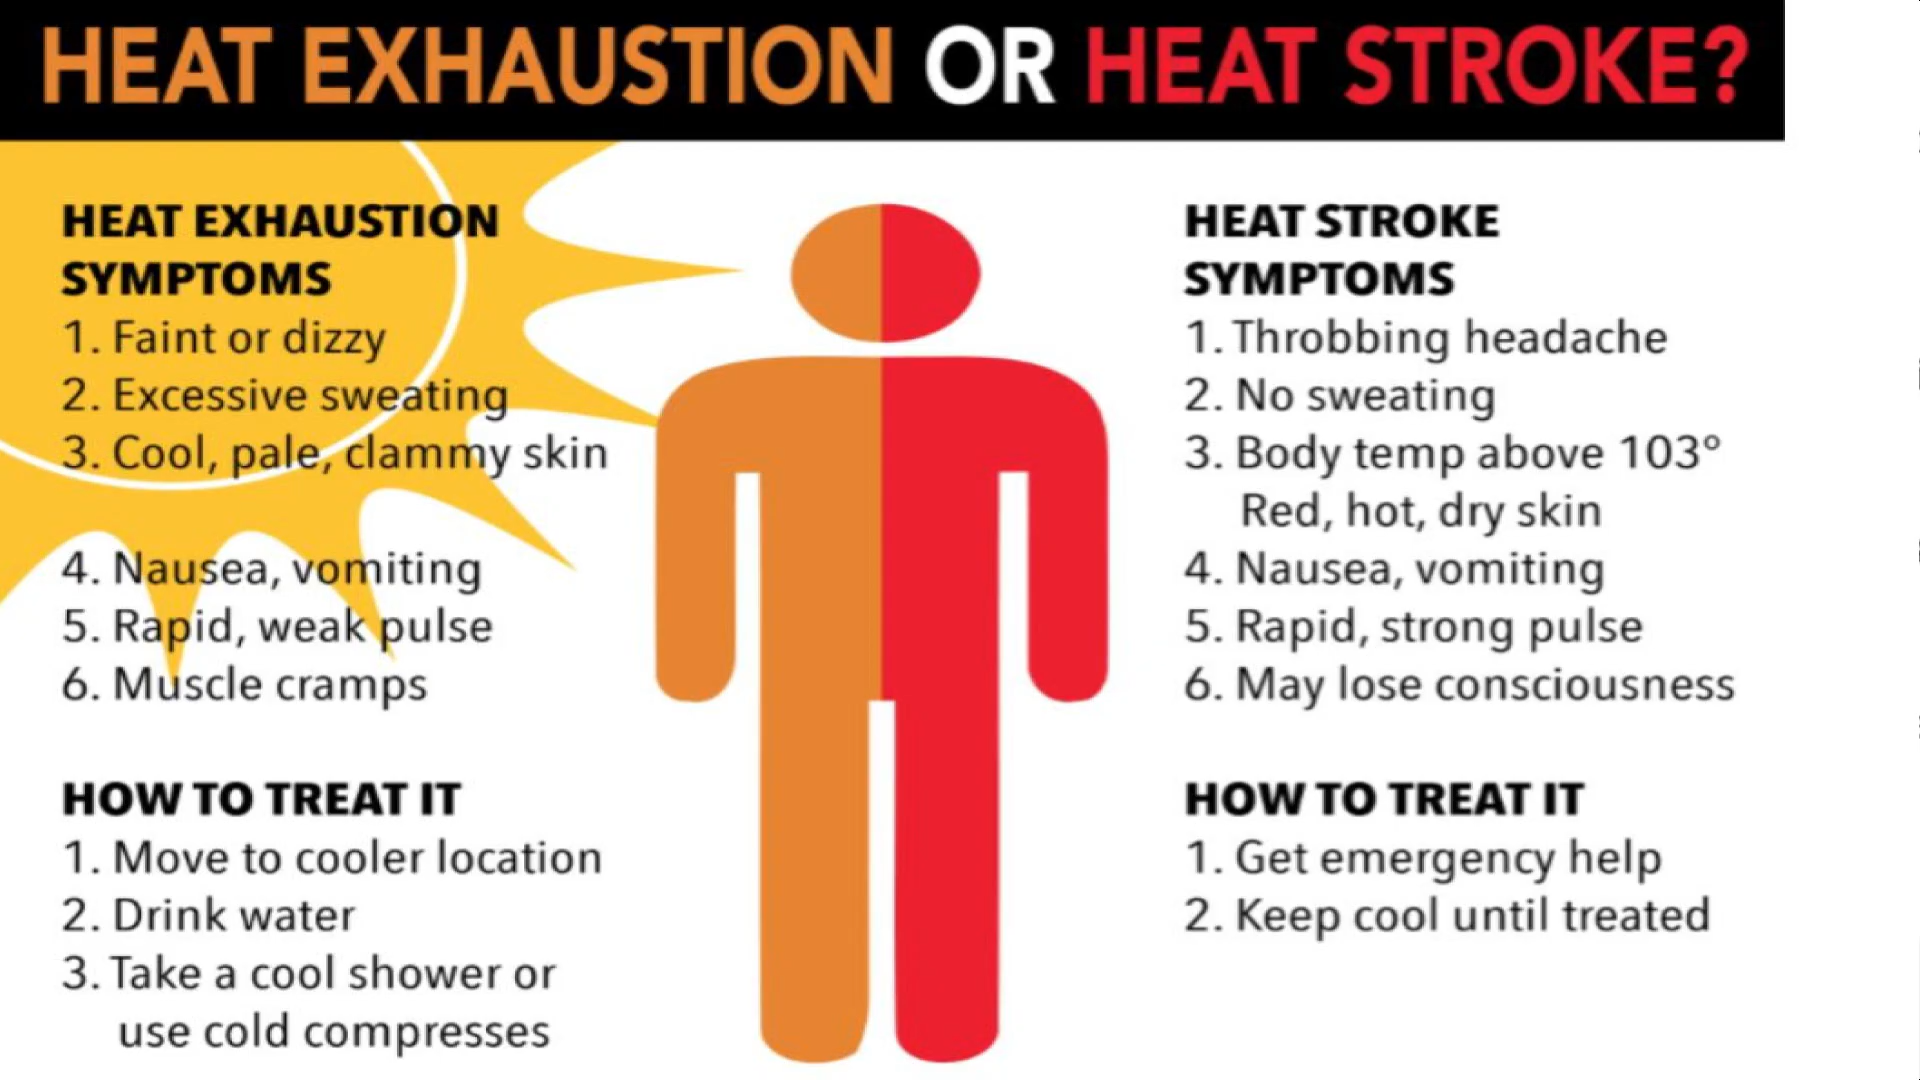 HEAT EXHAUSTION OR HEAT STROKE?
HEAT EXHAUSTION
SYMPTOMS
1. Faint or dizzy
2. Excessive sweating
3. Cool, pale, clammy skin
4. Nausea, vomiting
5. Rapid, weak pulse
6. Muscle cramps
HOW TO TREAT IT
1. Move to cooler location
2. Drink water
3. Take a cool shower or
use cold compresses
HEAT STROKE
SYMPTOMS
1. Throbbing headache
2. No sweating
3. Body temp above 103°
Red, hot, dry skin
4. Nausea, vomiting
5. Rapid, strong pulse
6. May lose consciousness
HOW TO TREAT IT
1. Get emergency help
2. Keep cool until treated